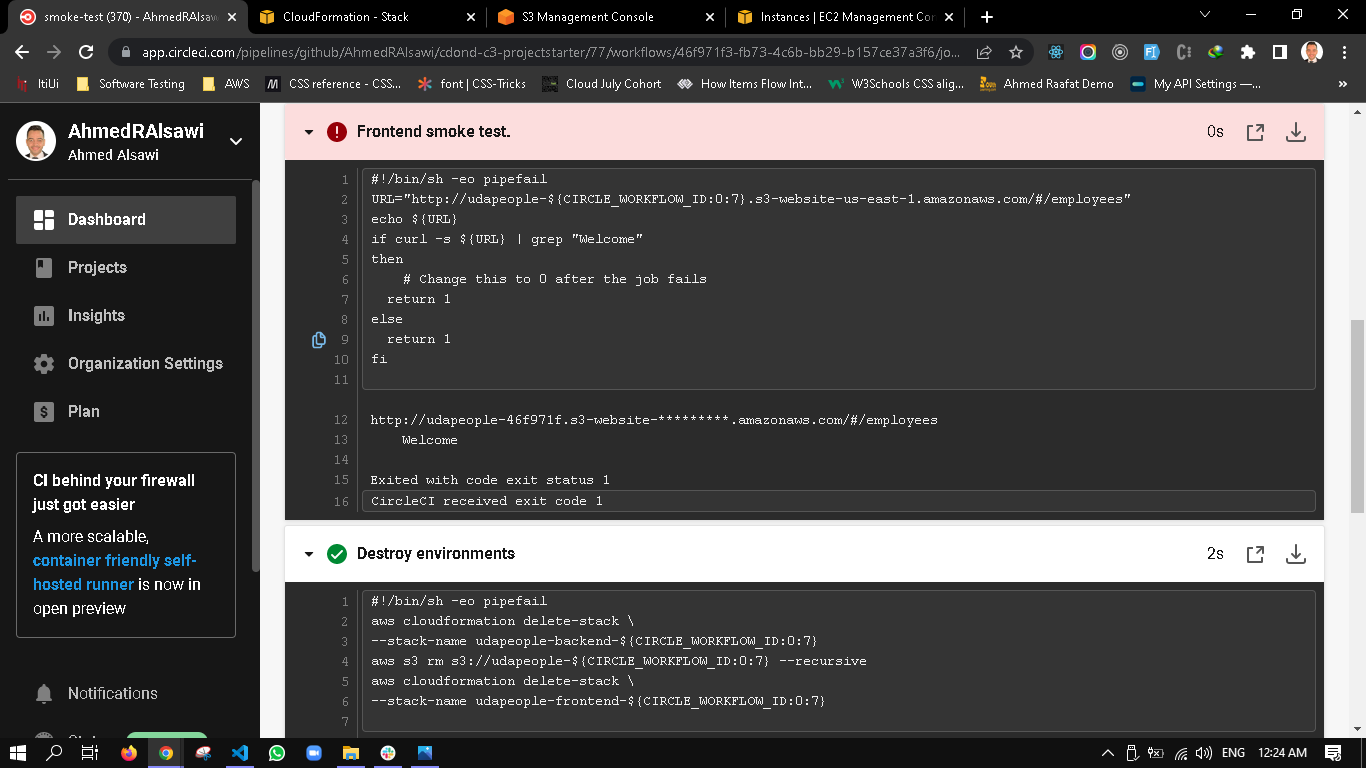 smoke-test (370) - AhmedRAlsaw
CloudFormation - Stack
S3 Management Console
Instances | EC2 Management Cor
app.circleci.com/pipelines/github/AhmedRAlsawi/cdond-c3-projectstarter/77/workflows/46f971f3-fb73-4c6b-bb29-b157ce37a3f6/jo...
ItiUi
Software Testing
AWS
CSS reference - CSS...
font | CSS-Tricks
Cloud July Cohort
How Items Flow Int...
W3Schools CSS alig...
Ahmed Raafat Demo
My API Settings —...
»
AhmedRAlsawi
Ahmed Alsawi
Dashboard
Projects
Insights
Organization Settings
Plan
CI behind your firewall
just got easier
A more scalable,
container friendly self-
hosted runner is now in
open preview
Notifications
Frontend smoke test.
0s
1 #!/bin/sh -eo pipefail
2 URL="http://udapeople-${CIRCLE_WORKFLOW_ID:0:7}.s3-website-us-east-1.amazonaws.com/#/employees"
3 echo ${URL}
4 if curl -s ${URL} | grep "Welcome"
5 then
6 # Change this to 0 after the job fails
7 return 1
8 else
9 return 1
10 fi
11
12 http://udapeople-46f971f.s3-website-*********.amazonaws.com/#/employees
13 Welcome
14
15 Exited with code exit status 1
16 CircleCI received exit code 1
Destroy environments
2s
1 #!/bin/sh -eo pipefail
2 aws cloudformation delete-stack \
3 --stack-name udapeople-backend-${CIRCLE_WORKFLOW_ID:0:7}
4 aws s3 rm s3://udapeople-${CIRCLE_WORKFLOW_ID:0:7} --recursive
5 aws cloudformation delete-stack \
6 --stack-name udapeople-frontend-${CIRCLE_WORKFLOW_ID:0:7}
7
ENG
12:24 AM